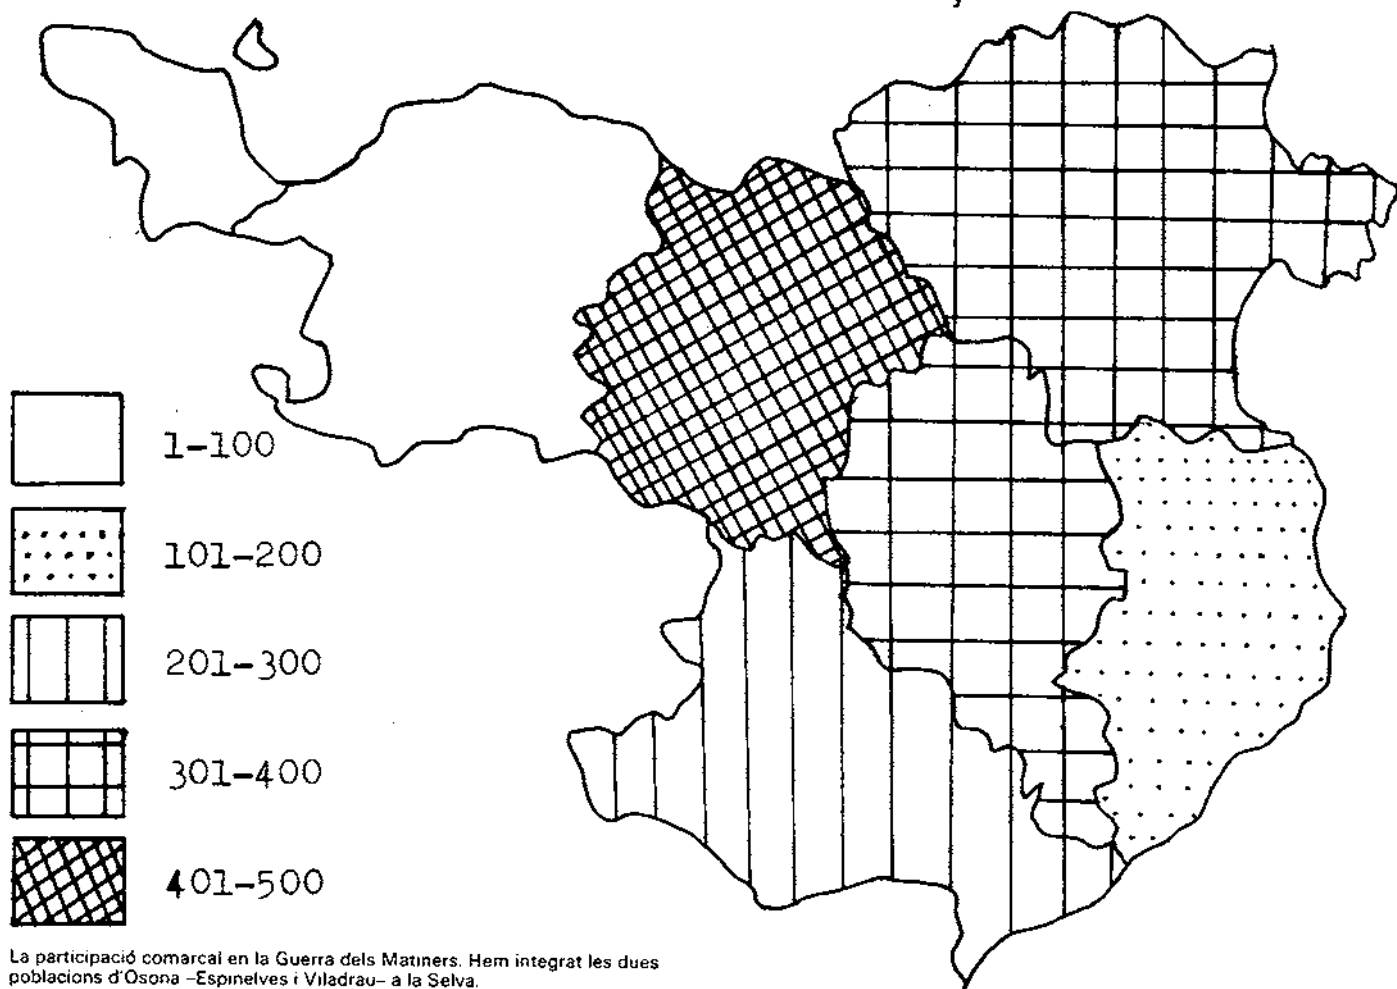 1-100
101-200
201-300
301-400
401-500
La participació comarcal en la Guerra dels Matiners. Hem integrat les dues
poblacions d'Osona -Espinelves i Viladrau- a la Selva.